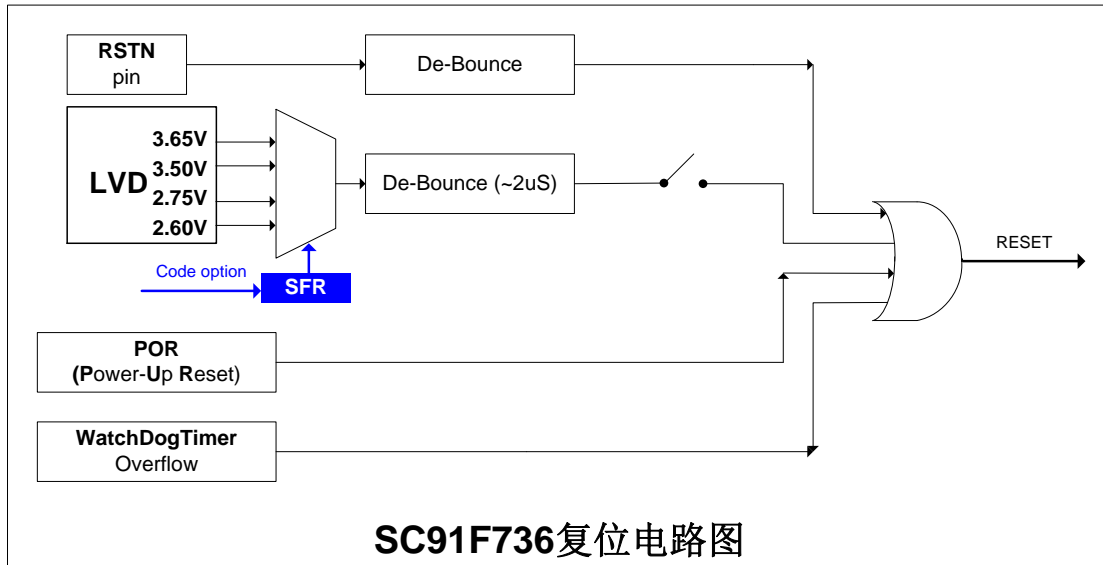 RSTN
pin
De-Bounce
LVD
3.65V
3.50V
2.75V
2.60V
De-Bounce (~2uS)
Code option
SFR
RESET
POR
(Power-Up Reset)
WatchDogTimer
Overflow
SC91F736复位电路图